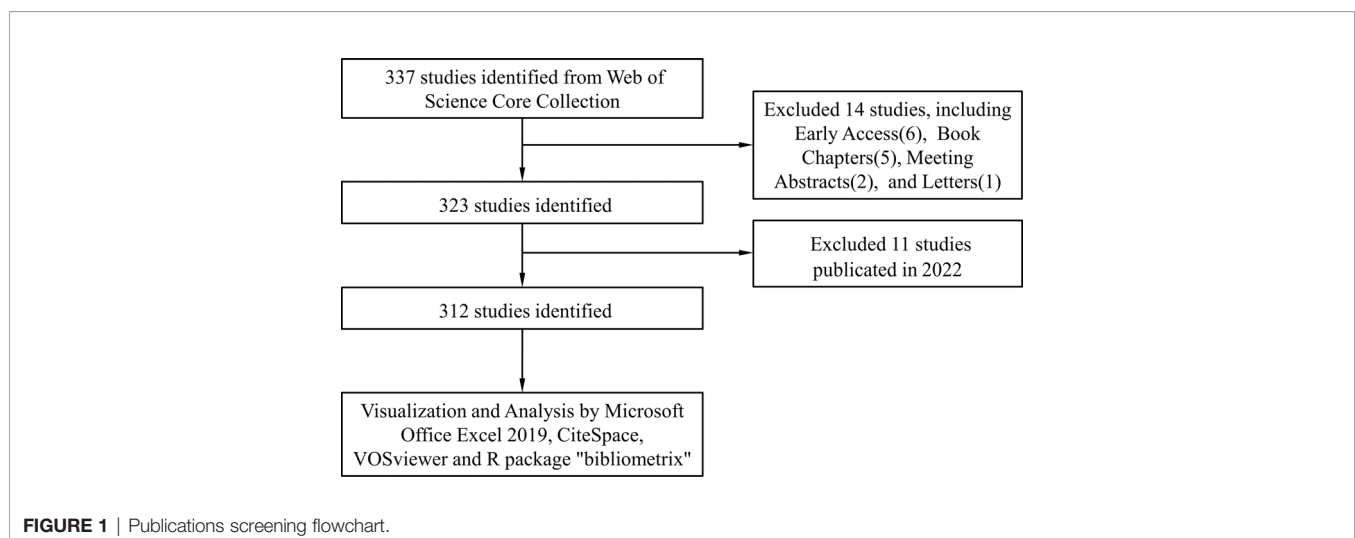 337 studies identified from Web of
Science Core Collection
Excluded 14 studies, including
Early Access(6), Book
Chapters(5), Meeting
Abstracts(2), and Letters(1)
323 studies identified
Excluded 11 studies
publicated in 2022
312 studies identified
Visualization and Analysis by Microsoft
Office Excel 2019, CiteSpace,
VOSviewer and R package "bibliometrix"
FIGURE 1 | Publications screening flowchart.